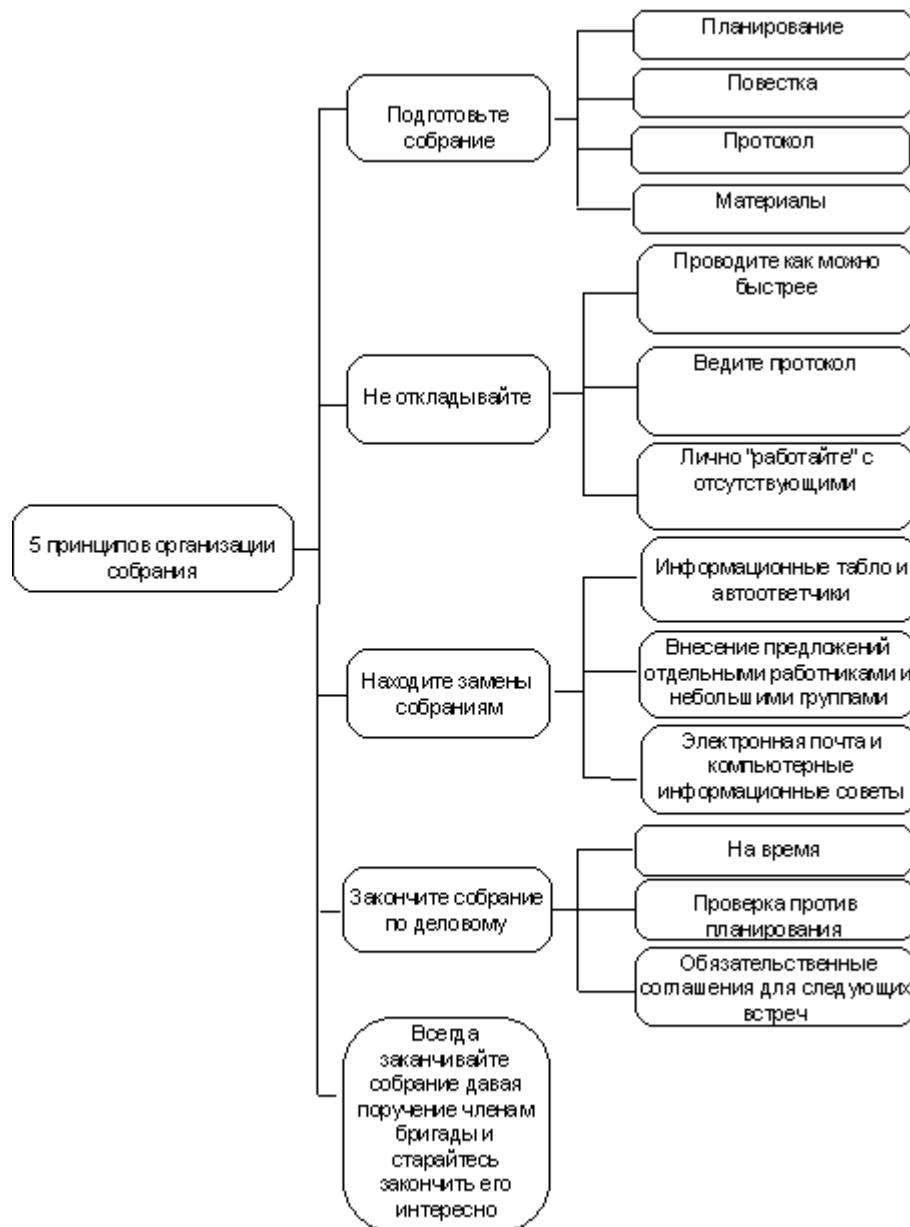 5 принципов организации
собрания
Подготовьте
собрание
Планирование
Повестка
Протокол
Материалы
Не откладывайте
Проводите как можно
быстрее
Ведите протокол
Лично "работайте" с
отсутствующими
Находите замены
собраниям
Информационные табло и
автоответчики
Внесение предложений
отдельными работниками и
небольшими группами
Электронная почта и
компьютерные
информационные советы
Закончите собрание
по деловому
На время
Проверка против
планирования
Обязательственные
соглашения для следующих
встреч
Всегда
заканчивайте
собрание давая
поручение членам
бригады и
старайтесь
закончить его
интересно